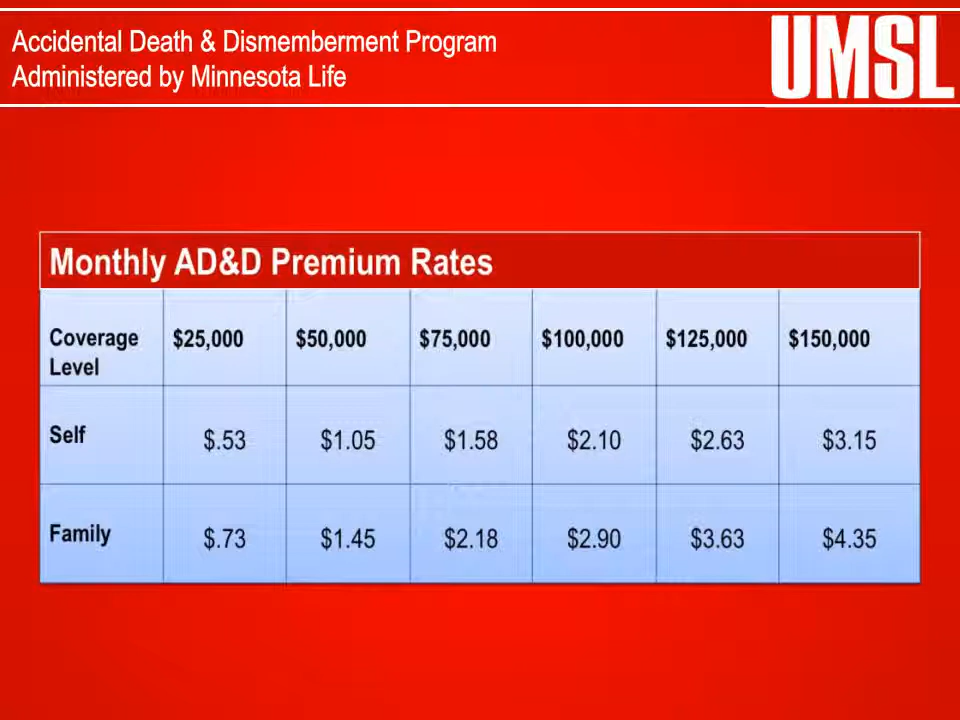 Accidental Death & Dismemberment Program
Administered by Minnesota Life
UMSL
Monthly AD&D Premium Rates
Coverage Level $25,000 $50,000 $75,000 $100,000 $125,000 $150,000
Self $.53 $1.05 $1.58 $2.10 $2.63 $3.15
Family $.73 $1.45 $2.18 $2.90 $3.63 $4.35